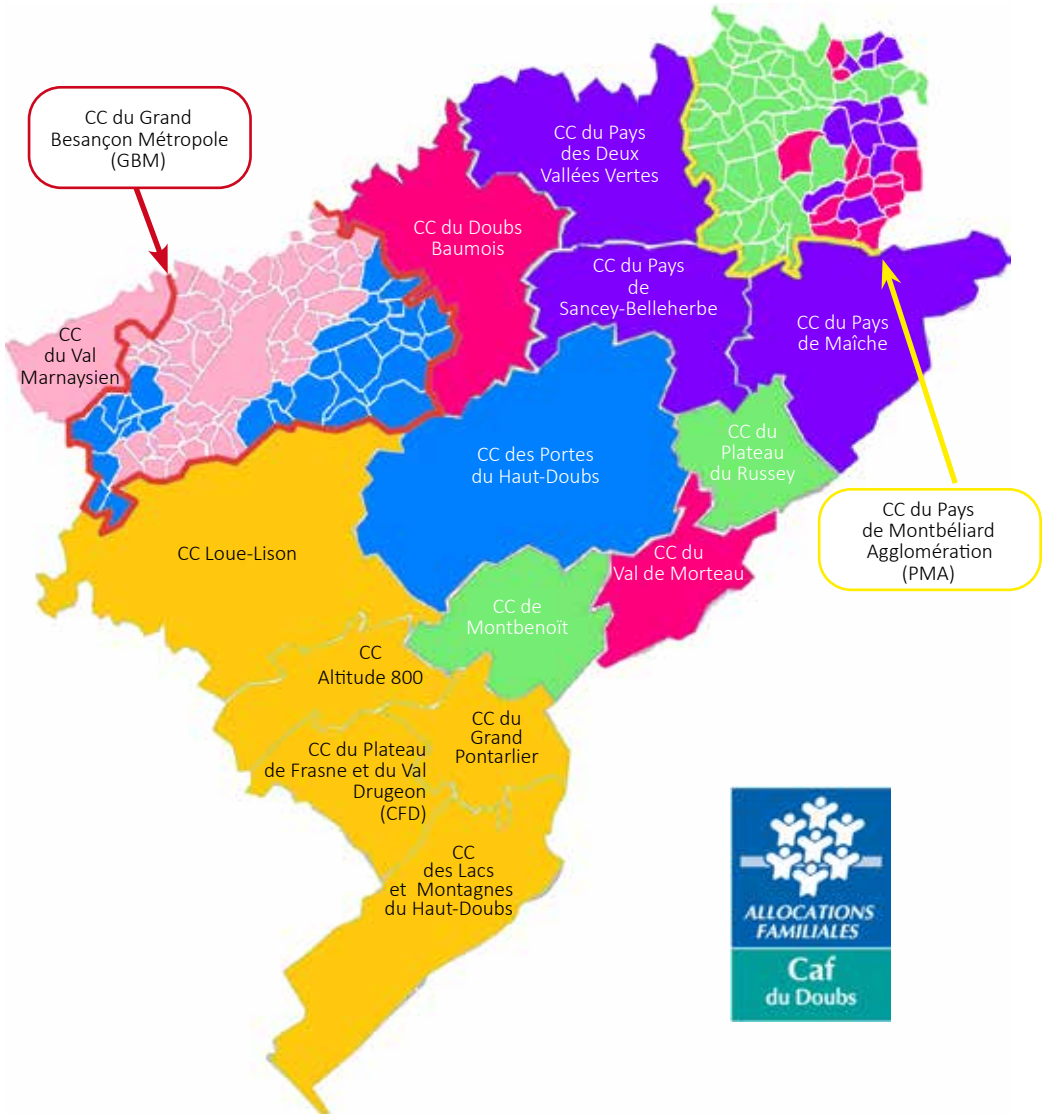 CC du Grand
Besançon Métropole
(GBM)
CC du Pays
des Deux
Vallées Vertes
CC du Doubs
Baumois
CC du Pays
de
Sancey-Belleherbe
CC du Pays
de Maîche
CC
du Val
Marnaysien
CC du
Plateau
du Russey
CC des Portes
du Haut-Doubs
CC du Pays
de Montbéliard
Agglomération
(PMA)
CC Loue-Lison
CC du
Val de Morteau
CC de
Montbenoït
CC
Altitude 800
CC du
Grand
Pontarlier
CC du Plateau
de Frasne et du Val
Drugeon
(CFD)
CC
des Lacs
et Montagnes
du Haut-Doubs
ALLOCATIONS
FAMILIALES
Caf
du Doubs